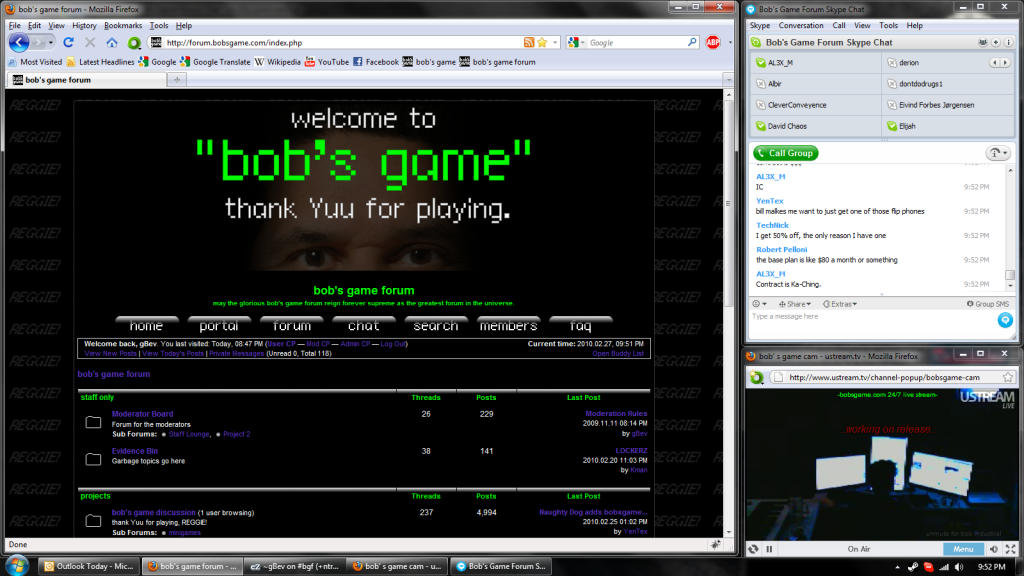 bob's game forum - Mozilla Firefox
File Edit View History Bookmarks Tools Help
http://forum.bobsgame.com/index.php
Google
ABP
Most Visited Latest Headlines Google Google Translate Wikipedia YouTube Facebook bob's game bob's game forum
bob's game forum
REGGIE!
welcome to
"bob's game"
thank Yuu for playing.
bob's game forum
may the glorious bob's game forum reign forever supreme as the greatest forum in the universe.
home portal forum chat search members faq
Welcome back, gBev. You last visited: Today, 08:47 PM (User CP — Mod CP — Admin CP — Log Out) Current time: 2010.02.27, 09:51 PM
View New Posts | View Today's Posts | Private Messages (Unread 0, Total 118) Open Buddy List
bob's game forum
staff only Threads Posts Last Post
Moderator Board 26 229 Moderation Rules
Forum for the moderators 2009.11.11 08:14 PM
Sub Forums: Staff Lounge, Project 2 by gBev
Evidence Bin 38 141 LOCKERZ
Garbage topics go here 2010.02.20 11:03 PM
by Kman
projects Threads Posts Last Post
bob's game discussion (1 user browsing) 237 4,994 Naughty Dog adds bobsgame...
thank Yuu for playing, REGGIE! 2010.02.25 01:02 PM
Sub Forums: minigames by YenTex
Done
Bob's Game Forum Skype Chat
Skype Conversation Call View Tools Help
Bob's Game Forum Skype Chat
AL3X_M derion
Albir dontdodrugs1
CleverConveyence Eivind Forbes Jørgensen
David Chaos Elijah
Call Group
AL3X_M
IC 9:52 PM
YenTex
bill malkes me want to just get one of those flip phones 9:52 PM
TechNick
I get 50% off, the only reason I have one 9:52 PM
Robert Pelloni
the base plan is like $80 a month or something 9:52 PM
AL3X_M
Contract is Ka-Ching. 9:52 PM
Share Extras Group SMS
Type a message here
bob' s game cam - ustream.tv - Mozilla Firefox
http://www.ustream.tv/channel-popup/bobsgame-cam
-bobsgame.com 24/7 live stream-
USTREAM
LIVE
...working on release...
On Air Menu
Outlook Today - Mic... bob's game forum - ... ~gBev on #bgf (+ntr... bob' s game cam - u... Bob's Game Forum S... 9:52 PM